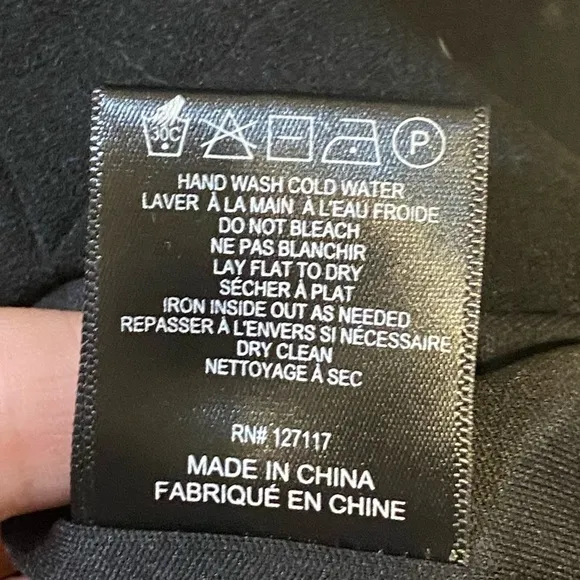 30C P
HAND WASH COLD WATER
LAVER À LA MAIN À L'EAU FROIDE
DO NOT BLEACH
NE PAS BLANCHIR
LAY FLAT TO DRY
SÉCHER À PLAT
IRON INSIDE OUT AS NEEDED
REPASSER À L'ENVERS SI NÉCESSAIRE
DRY CLEAN
NETTOYAGE À SEC
RN# 127117
MADE IN CHINA
FABRIQUÉ EN CHINE